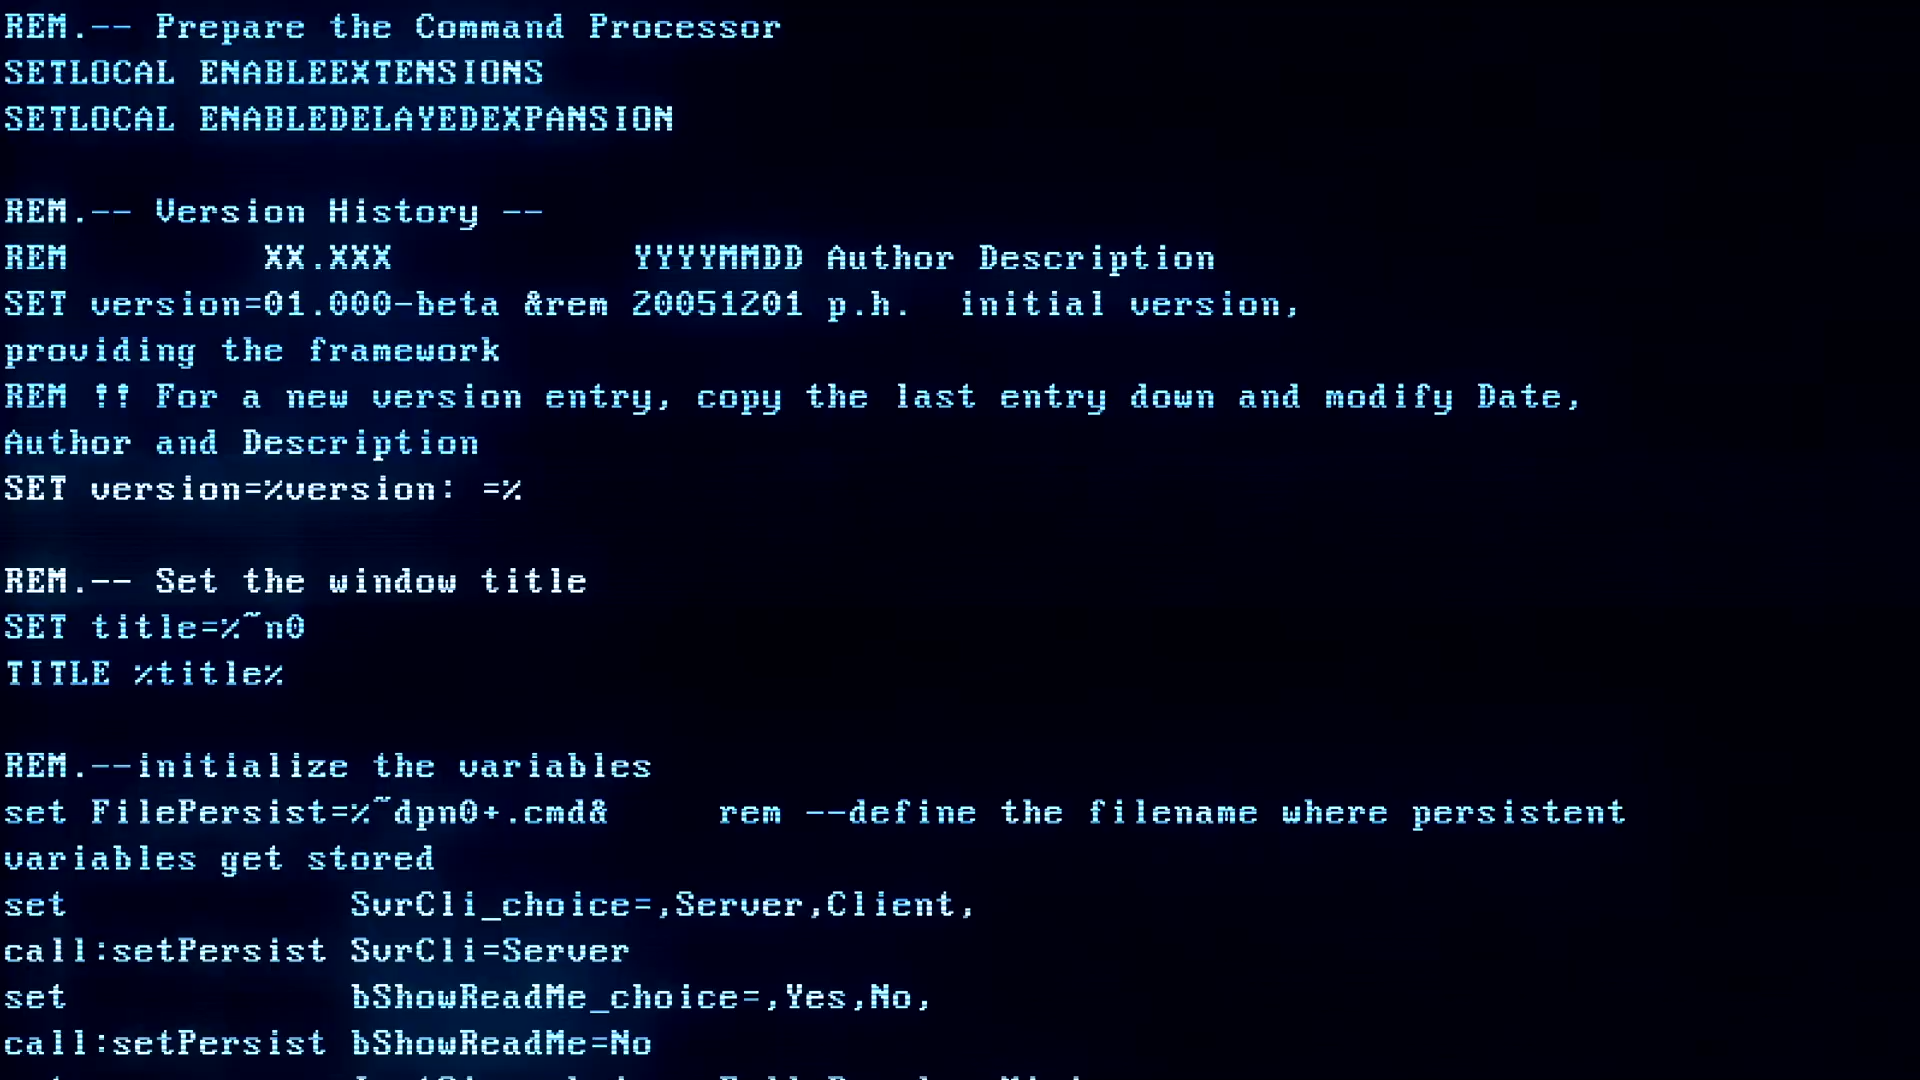 REM.-- Prepare the Command Processor
SETLOCAL ENABLEEXTENSIONS
SETLOCAL ENABLEDELAYEDEXPANSION
REM.-- Version History --
REM         XX.XXX           YYYYMMDD Author Description
SET version=01.000-beta &rem 20051201 p.h.  initial version,
providing the framework
REM !! For a new version entry, copy the last entry down and modify Date,
Author and Description
SET version=%version: =%
REM.-- Set the window title
SET title=%~n0
TITLE %title%
REM.--initialize the variables
set FilePersist=%~dpn0+.cmd&     rem --define the filename where persistent
variables get stored
set             SvrCli_choice=,Server,Client,
call:setPersist SvrCli=Server
set             bShowReadMe_choice=,Yes,No,
call:setPersist bShowReadMe=No